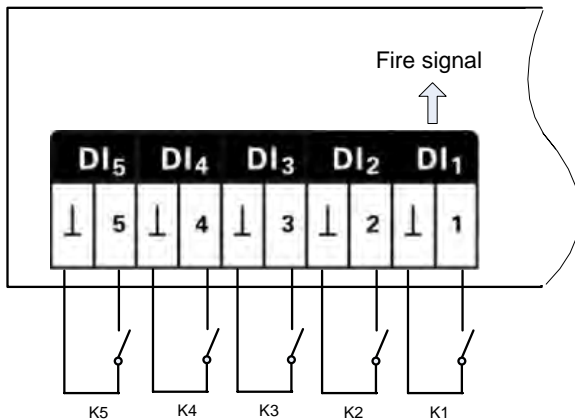 Fire signal
DI5 DI4 DI3 DI2 DI1
⊥ 5 ⊥ 4 ⊥ 3 ⊥ 2 ⊥ 1
K5 K4 K3 K2 K1